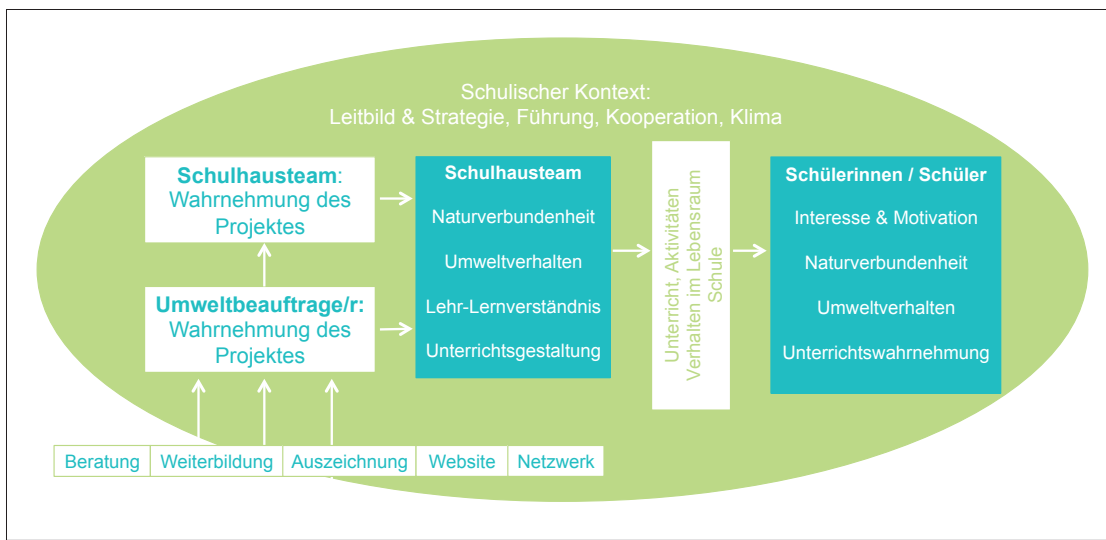 Schulischer Kontext:
Leitbild & Strategie, Führung, Kooperation, Klima
Schulhausteam:
Wahrnehmung des
Projektes
Umweltbeauftrage/r:
Wahrnehmung des
Projektes
Schulhausteam
Naturverbundenheit
Umweltverhalten
Lehr-Lernverständnis
Unterrichtsgestaltung
Unterricht, Aktivitäten
Verhalten im Lebensraum
Schule
Schülerinnen / Schüler
Interesse & Motivation
Naturverbundenheit
Umweltverhalten
Unterrichtswahrnehmung
Beratung Weiterbildung Auszeichnung Website Netzwerk